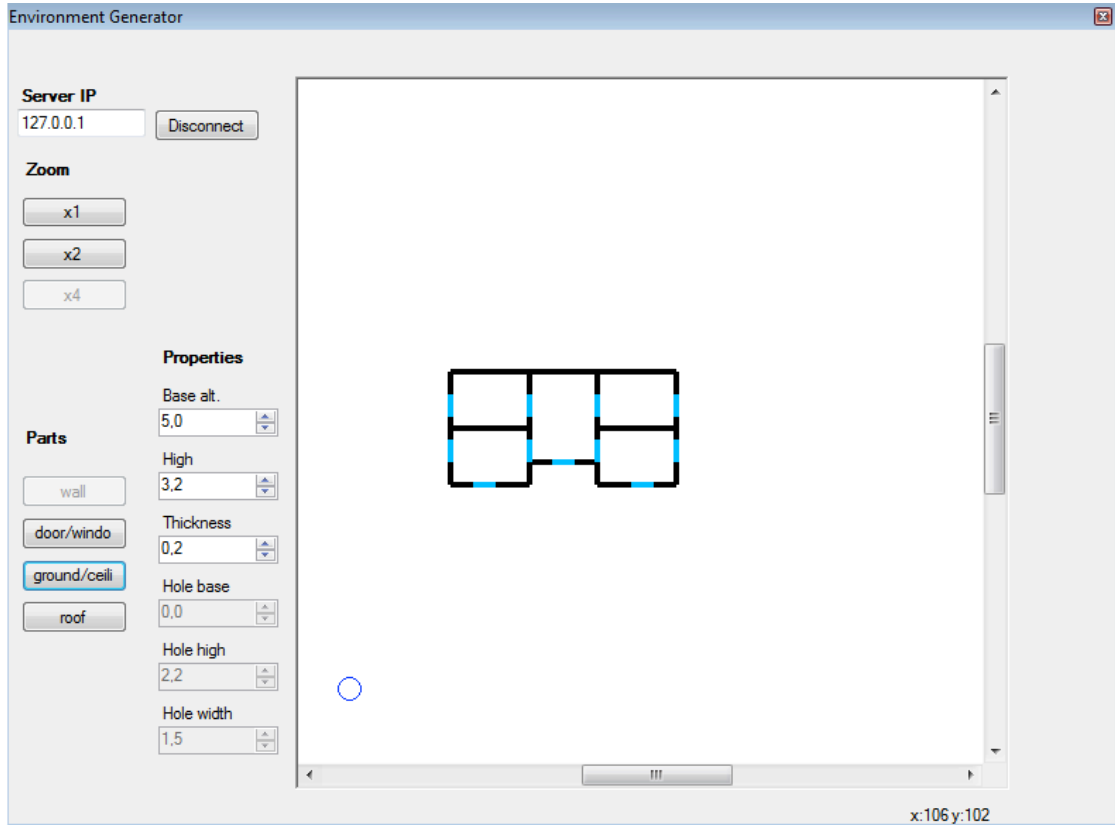 Environment Generator
Server IP
127.0.0.1
Disconnect
Zoom
x1
x2
x4
Properties
Base alt.
5,0
Parts
High
3,2
wall
Thickness
door/windo
0,2
ground/ceili
Hole base
0,0
roof
Hole high
2,2
Hole width
1,5
x:106 y:102